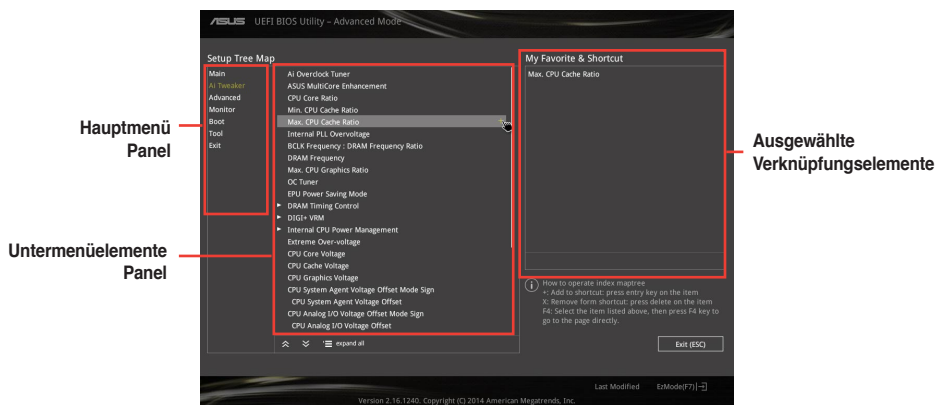 ASUS UEFI BIOS Utility – Advanced Mode
Setup Tree Map
Main
Ai Tweaker
Advanced
Monitor
Boot
Tool
Exit
Ai Overclock Tuner
ASUS MultiCore Enhancement
CPU Core Ratio
Min. CPU Cache Ratio
Max. CPU Cache Ratio +
Internal PLL Overvoltage
BCLK Frequency : DRAM Frequency Ratio
DRAM Frequency
Max. CPU Graphics Ratio
OC Tuner
EPU Power Saving Mode
DRAM Timing Control
DIGI+ VRM
Internal CPU Power Management
Extreme Over-voltage
CPU Core Voltage
CPU Cache Voltage
CPU Graphics Voltage
CPU System Agent Voltage Offset Mode Sign
CPU System Agent Voltage Offset
CPU Analog I/O Voltage Offset Mode Sign
CPU Analog I/O Voltage Offset
expand all
My Favorite & Shortcut
Max. CPU Cache Ratio
How to operate index maptree
+: Add to shortcut: press entry key on the item
X: Remove form shortcut: press delete on the item
F4: Select the item listed above, then press F4 key to
go to the page directly.
Exit (ESC)
Last Modified EzMode(F7)
Version 2.16.1240. Copyright (C) 2014 American Megatrends, Inc.
Hauptmenü
Panel
Untermenüelemente
Panel
Ausgewählte
Verknüpfungselemente